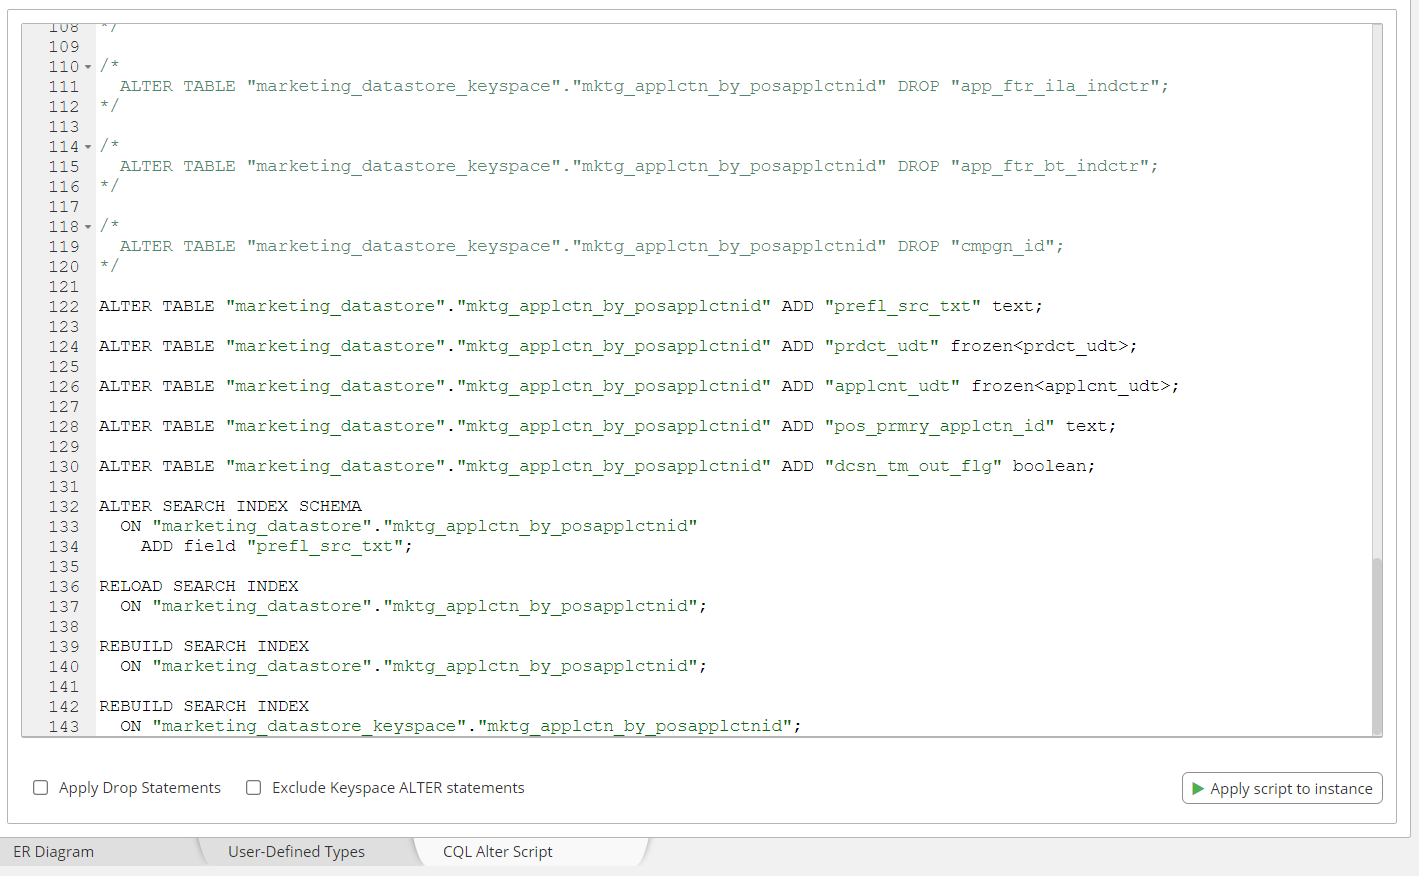 108 */
109
110 /*
111 ALTER TABLE "marketing_datastore_keyspace"."mktg_applctn_by_posapplctnid" DROP "app_ftr_ila_indctr";
112 */
113
114 /*
115 ALTER TABLE "marketing_datastore_keyspace"."mktg_applctn_by_posapplctnid" DROP "app_ftr_bt_indctr";
116 */
117
118 /*
119 ALTER TABLE "marketing_datastore_keyspace"."mktg_applctn_by_posapplctnid" DROP "cmpgn_id";
120 */
121
122 ALTER TABLE "marketing_datastore"."mktg_applctn_by_posapplctnid" ADD "prefl_src_txt" text;
123
124 ALTER TABLE "marketing_datastore"."mktg_applctn_by_posapplctnid" ADD "prdct_udt" frozen<prdct_udt>;
125
126 ALTER TABLE "marketing_datastore"."mktg_applctn_by_posapplctnid" ADD "applcnt_udt" frozen<applcnt_udt>;
127
128 ALTER TABLE "marketing_datastore"."mktg_applctn_by_posapplctnid" ADD "pos_prmry_applctn_id" text;
129
130 ALTER TABLE "marketing_datastore"."mktg_applctn_by_posapplctnid" ADD "dcsn_tm_out_flg" boolean;
131
132 ALTER SEARCH INDEX SCHEMA
133 ON "marketing_datastore"."mktg_applctn_by_posapplctnid"
134 ADD field "prefl_src_txt";
135
136 RELOAD SEARCH INDEX
137 ON "marketing_datastore"."mktg_applctn_by_posapplctnid";
138
139 REBUILD SEARCH INDEX
140 ON "marketing_datastore"."mktg_applctn_by_posapplctnid";
141
142 REBUILD SEARCH INDEX
143 ON "marketing_datastore_keyspace"."mktg_applctn_by_posapplctnid";
Apply Drop Statements Exclude Keyspace ALTER statements Apply script to instance
ER Diagram User-Defined Types CQL Alter Script